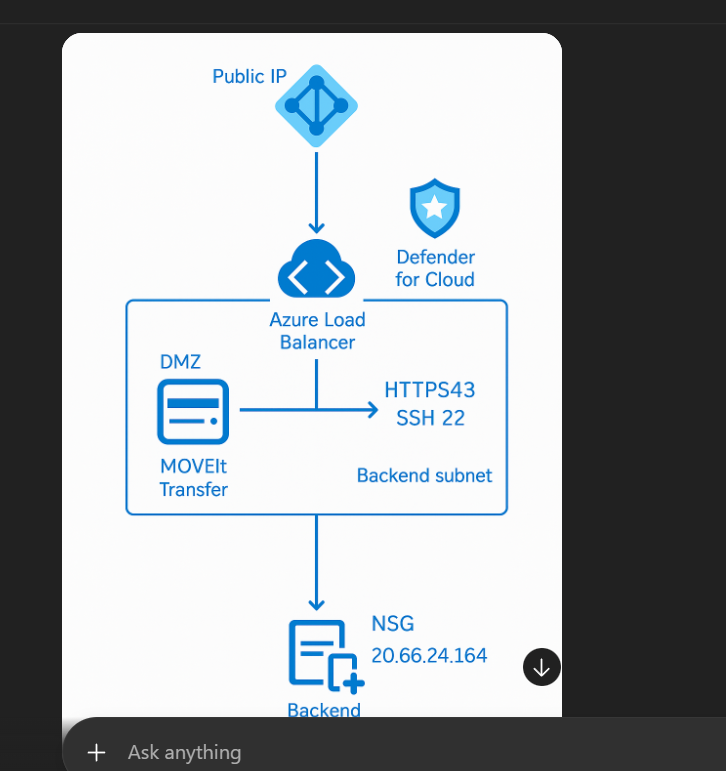 Public IP
Defender
for Cloud
Azure Load
Balancer
DMZ
HTTPS43
SSH 22
MOVEIt
Transfer
Backend subnet
NSG
20.66.24.164
Backend
Ask anything